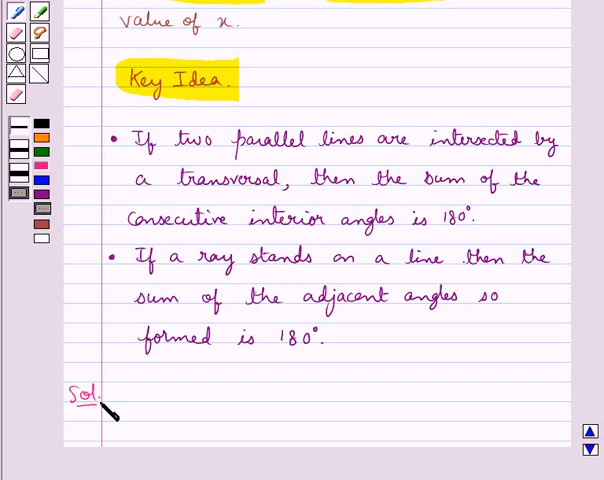 value of x.
Key Idea.
• If two parallel lines are intersected by
a transversal, then the sum of the
consecutive interior angles is 180°.
• If a ray stands on a line then the
sum of the adjacent angles so
formed is 180°.
Sol.